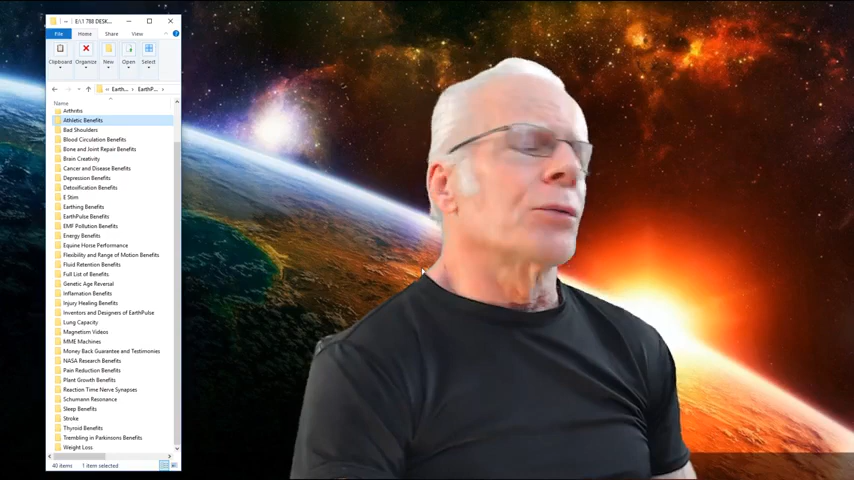 E:\1 788 DESK...
File Home Share View
Clipboard Organize New Open Select
« Earth... › EarthP...
Name
Arthritis
Athletic Benefits
Bad Shoulders
Blood Circulation Benefits
Bone and Joint Repair Benefits
Brain Creativity
Cancer and Disease Benefits
Depression Benefits
Detoxification Benefits
E Stim
Earthing Benefits
EarthPulse Benefits
EMF Pollution Benefits
Energy Benefits
Equine Horse Performance
Flexibility and Range of Motion Benefits
Fluid Retention Benefits
Full List of Benefits
Genetic Age Reversal
Inflamation Benefits
Injury Healing Benefits
Inventors and Designers of EarthPulse
Lung Capacity
Magnetism Videos
MME Machines
Money Back Guarantee and Testimonies
NASA Research Benefits
Pain Reduction Benefits
Plant Growth Benefits
Reaction Time Nerve Synapses
Schumann Resonance
Sleep Benefits
Stroke
Thyroid Benefits
Trembling in Parkinsons Benefits
Weight Loss
40 items 1 item selected